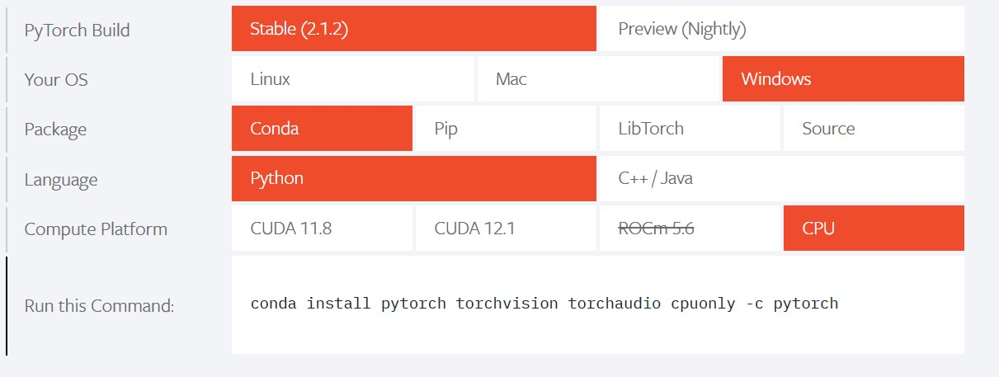 PyTorch Build Stable (2.1.2) Preview (Nightly)
Your OS Linux Mac Windows
Package Conda Pip LibTorch Source
Language Python C++ / Java
Compute Platform CUDA 11.8 CUDA 12.1 ROCm 5.6 CPU
Run this Command: conda install pytorch torchvision torchaudio cpuonly -c pytorch